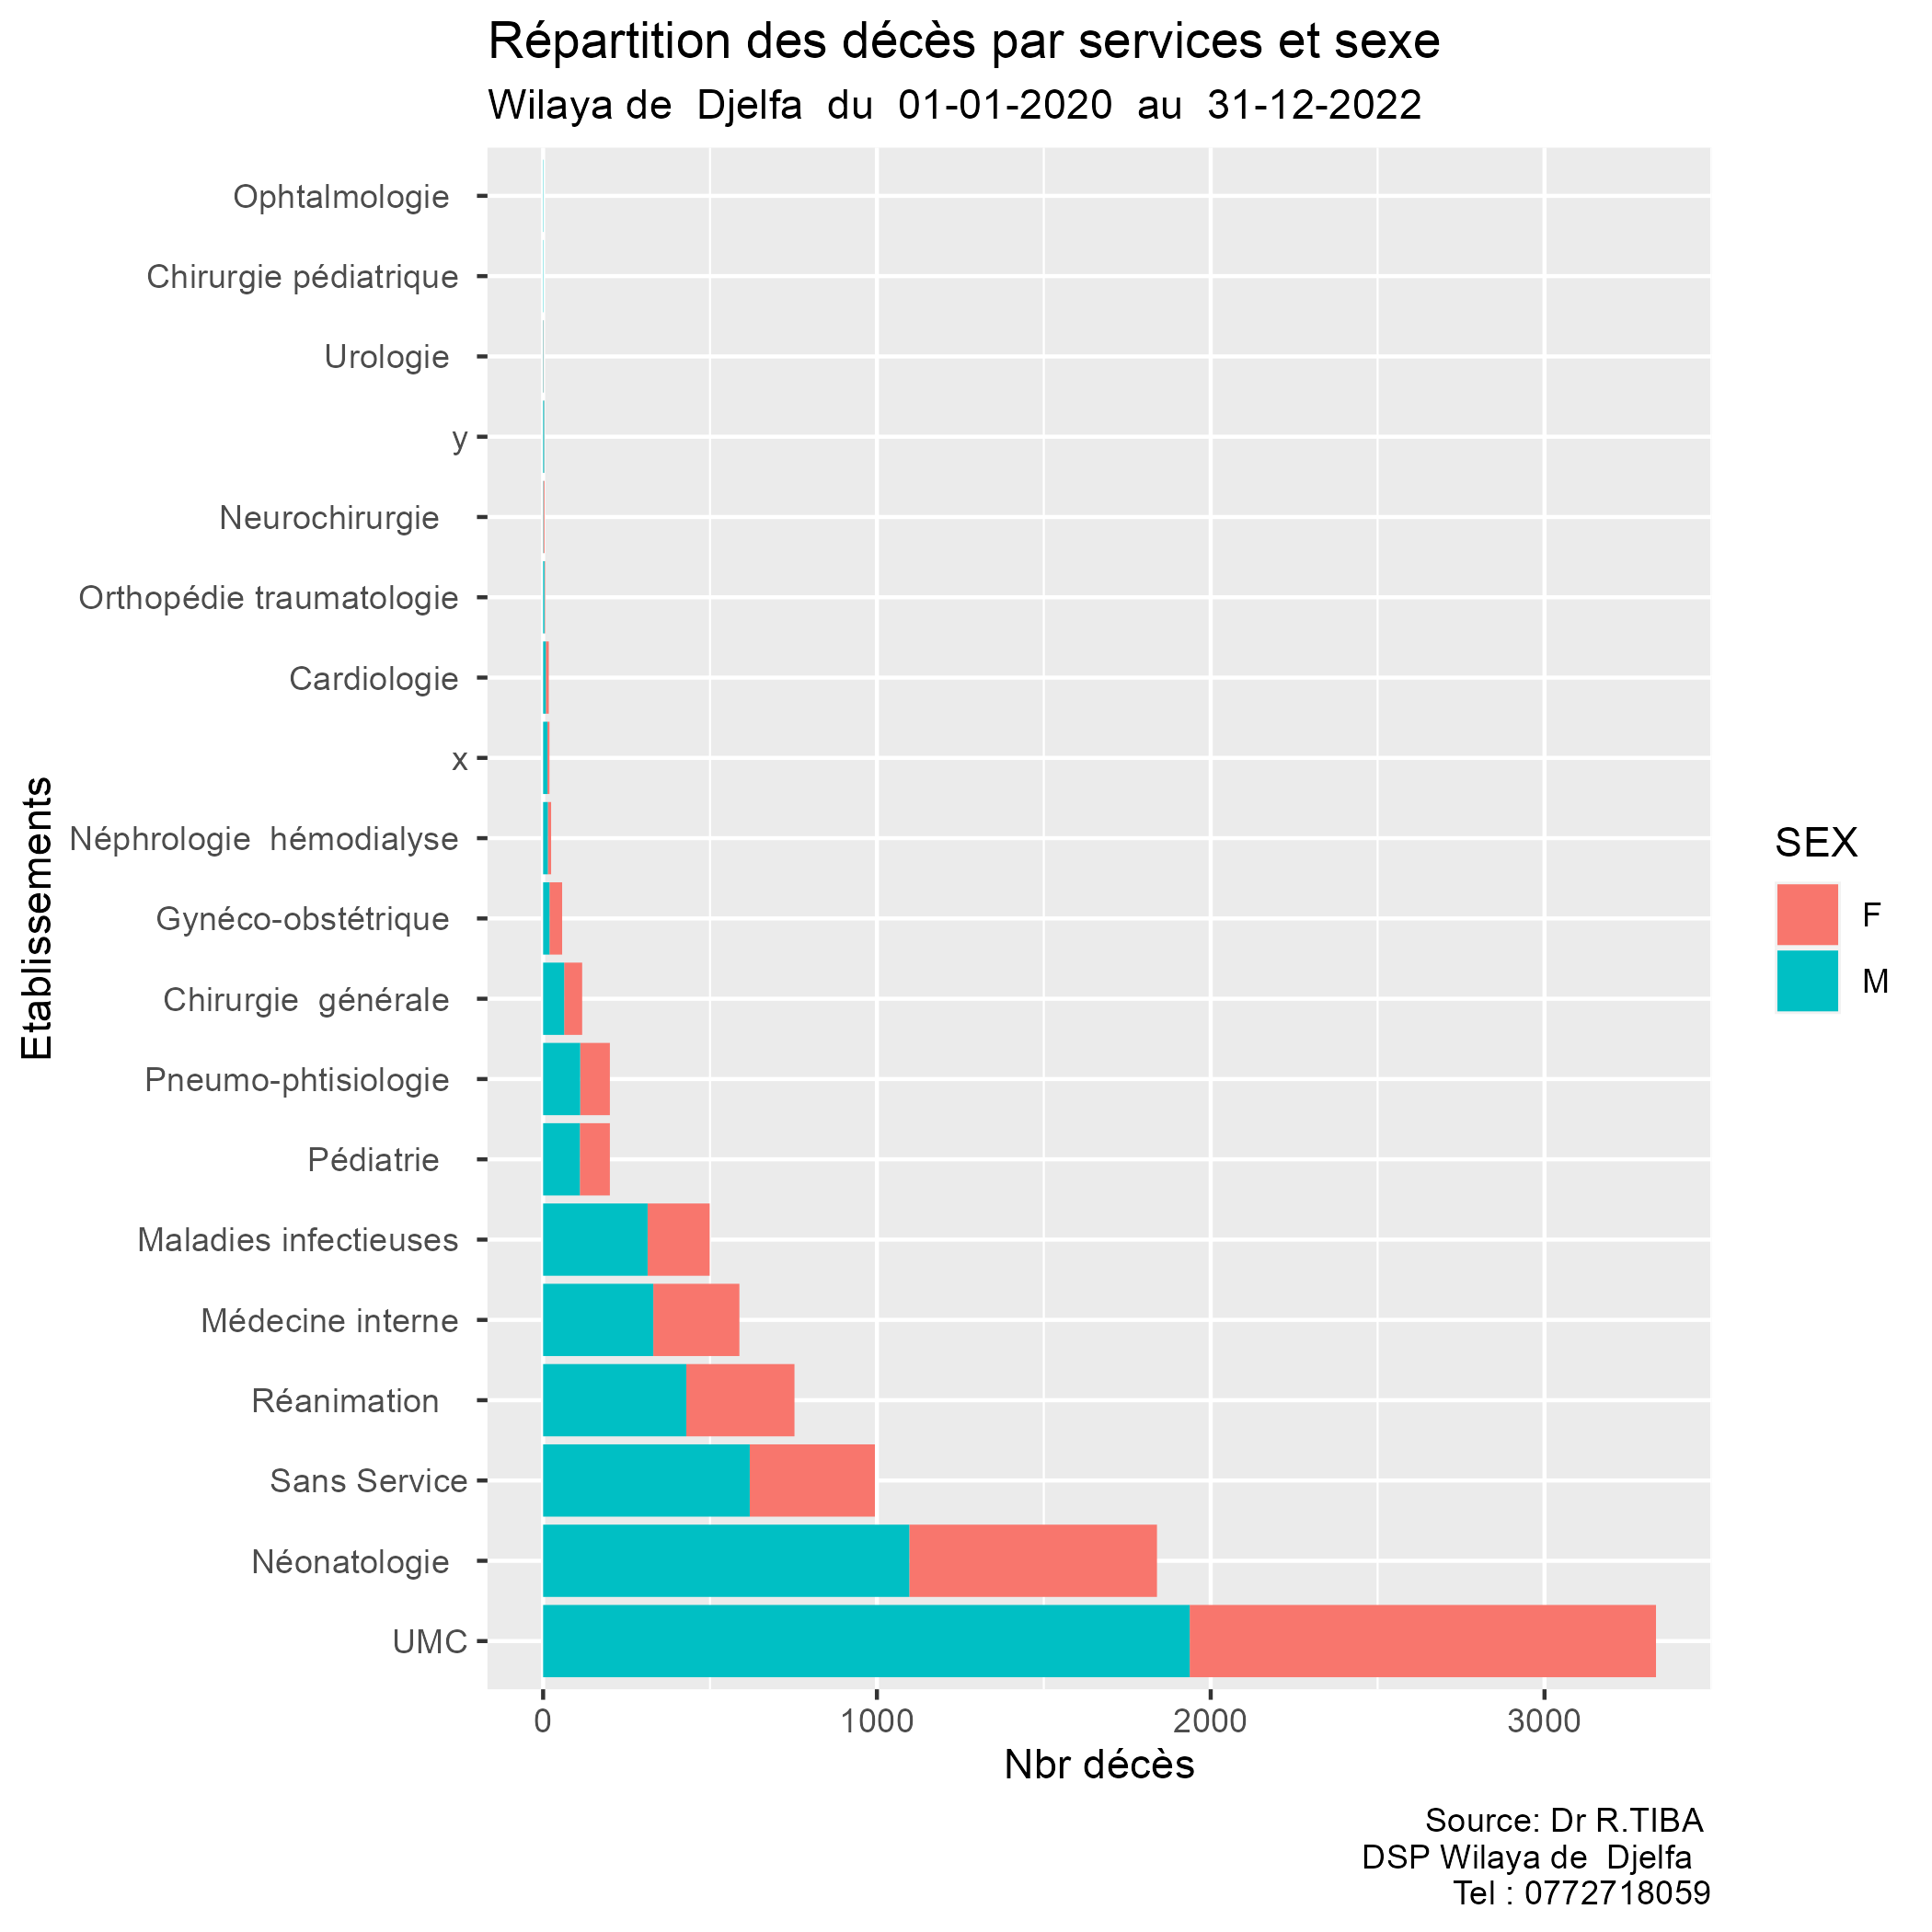 Répartition des décès par services et sexe
Wilaya de  Djelfa  du  01-01-2020  au  31-12-2022
Ophtalmologie
Chirurgie pédiatrique
Urologie
y
Neurochirurgie
Orthopédie traumatologie
Cardiologie
x
Néphrologie  hémodialyse
Gynéco-obstétrique
Chirurgie  générale
Pneumo-phtisiologie
Pédiatrie
Maladies infectieuses
Médecine interne
Réanimation
Sans Service
Néonatologie
UMC
Etablissements
0 1000 2000 3000
Nbr décès
SEX
F
M
Source: Dr R.TIBA
DSP Wilaya de  Djelfa
Tel : 0772718059